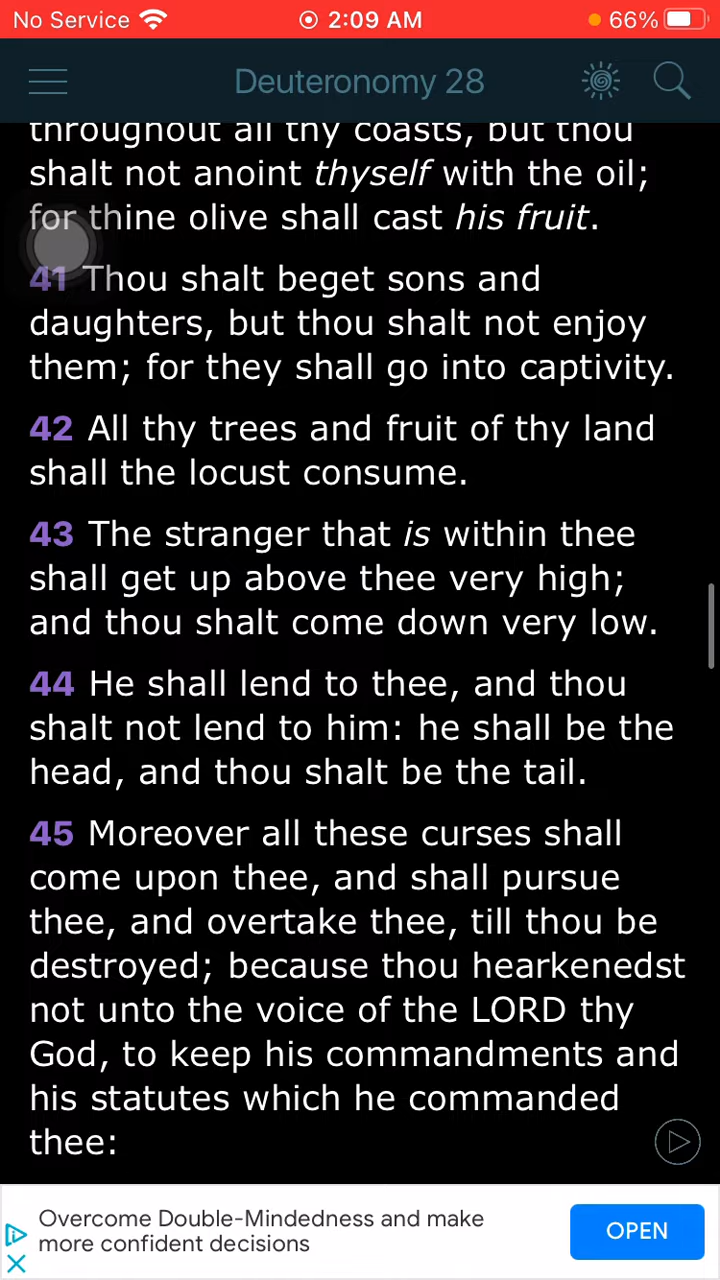 No Service 2:09 AM 66%
Deuteronomy 28
throughout all thy coasts, but thou
shalt not anoint thyself with the oil;
for thine olive shall cast his fruit.
41 Thou shalt beget sons and
daughters, but thou shalt not enjoy
them; for they shall go into captivity.
42 All thy trees and fruit of thy land
shall the locust consume.
43 The stranger that is within thee
shall get up above thee very high;
and thou shalt come down very low.
44 He shall lend to thee, and thou
shalt not lend to him: he shall be the
head, and thou shalt be the tail.
45 Moreover all these curses shall
come upon thee, and shall pursue
thee, and overtake thee, till thou be
destroyed; because thou hearkenedst
not unto the voice of the LORD thy
God, to keep his commandments and
his statutes which he commanded
thee:
Overcome Double-Mindedness and make
more confident decisions
OPEN